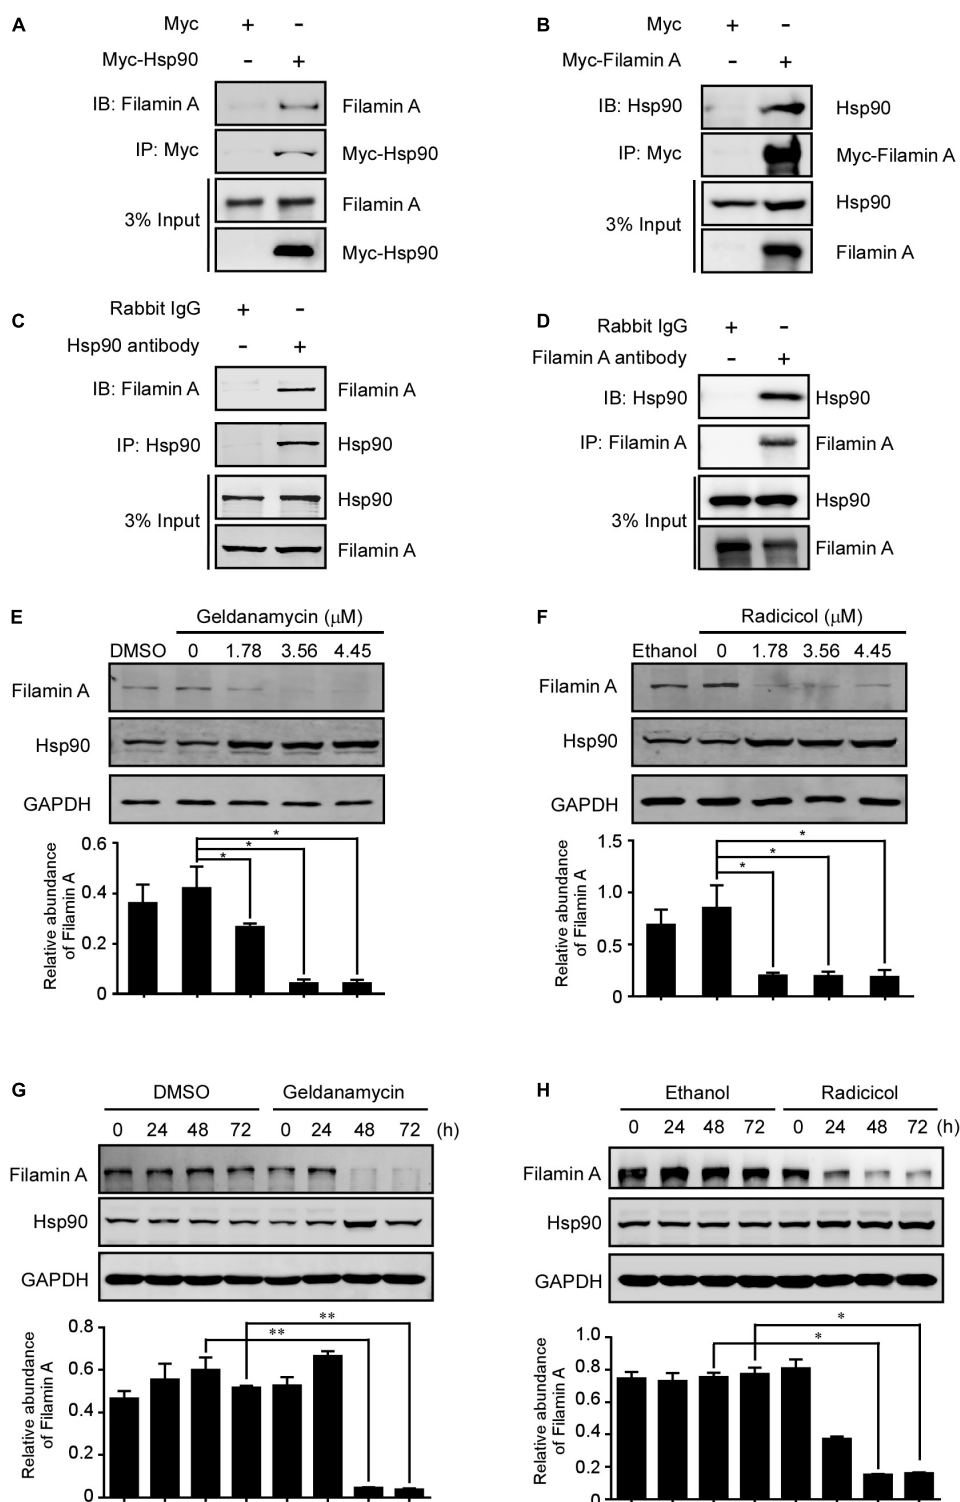 A
Myc + -
Myc-Hsp90 - +
IB: Filamin A Filamin A
IP: Myc Myc-Hsp90
3% Input Filamin A
Myc-Hsp90
B
Myc + -
Myc-Filamin A - +
IB: Hsp90 Hsp90
IP: Myc Myc-Filamin A
3% Input Hsp90
Filamin A
C
Rabbit IgG + -
Hsp90 antibody - +
IB: Filamin A Filamin A
IP: Hsp90 Hsp90
3% Input Hsp90
Filamin A
D
Rabbit IgG + -
Filamin A antibody - +
IB: Hsp90 Hsp90
IP: Filamin A Filamin A
3% Input Hsp90
Filamin A
E
Geldanamycin (μM)
DMSO 0 1.78 3.56 4.45
Filamin A
Hsp90
GAPDH
Relative abundance
of Filamin A
0.6
0.4
0.2
0
*
*
*
F
Radicicol (μM)
Ethanol 0 1.78 3.56 4.45
Filamin A
Hsp90
GAPDH
Relative abundance
of Filamin A
1.5
1.0
0.5
0
*
*
*
G
DMSO Geldanamycin
0 24 48 72 0 24 48 72 (h)
Filamin A
Hsp90
GAPDH
Relative abundance
of Filamin A
0.8
0.6
0.4
0.2
0
**
**
H
Ethanol Radicicol
0 24 48 72 0 24 48 72 (h)
Filamin A
Hsp90
GAPDH
Relative abundance
of Filamin A
1.0
0.8
0.6
0.4
0.2
0
*
*